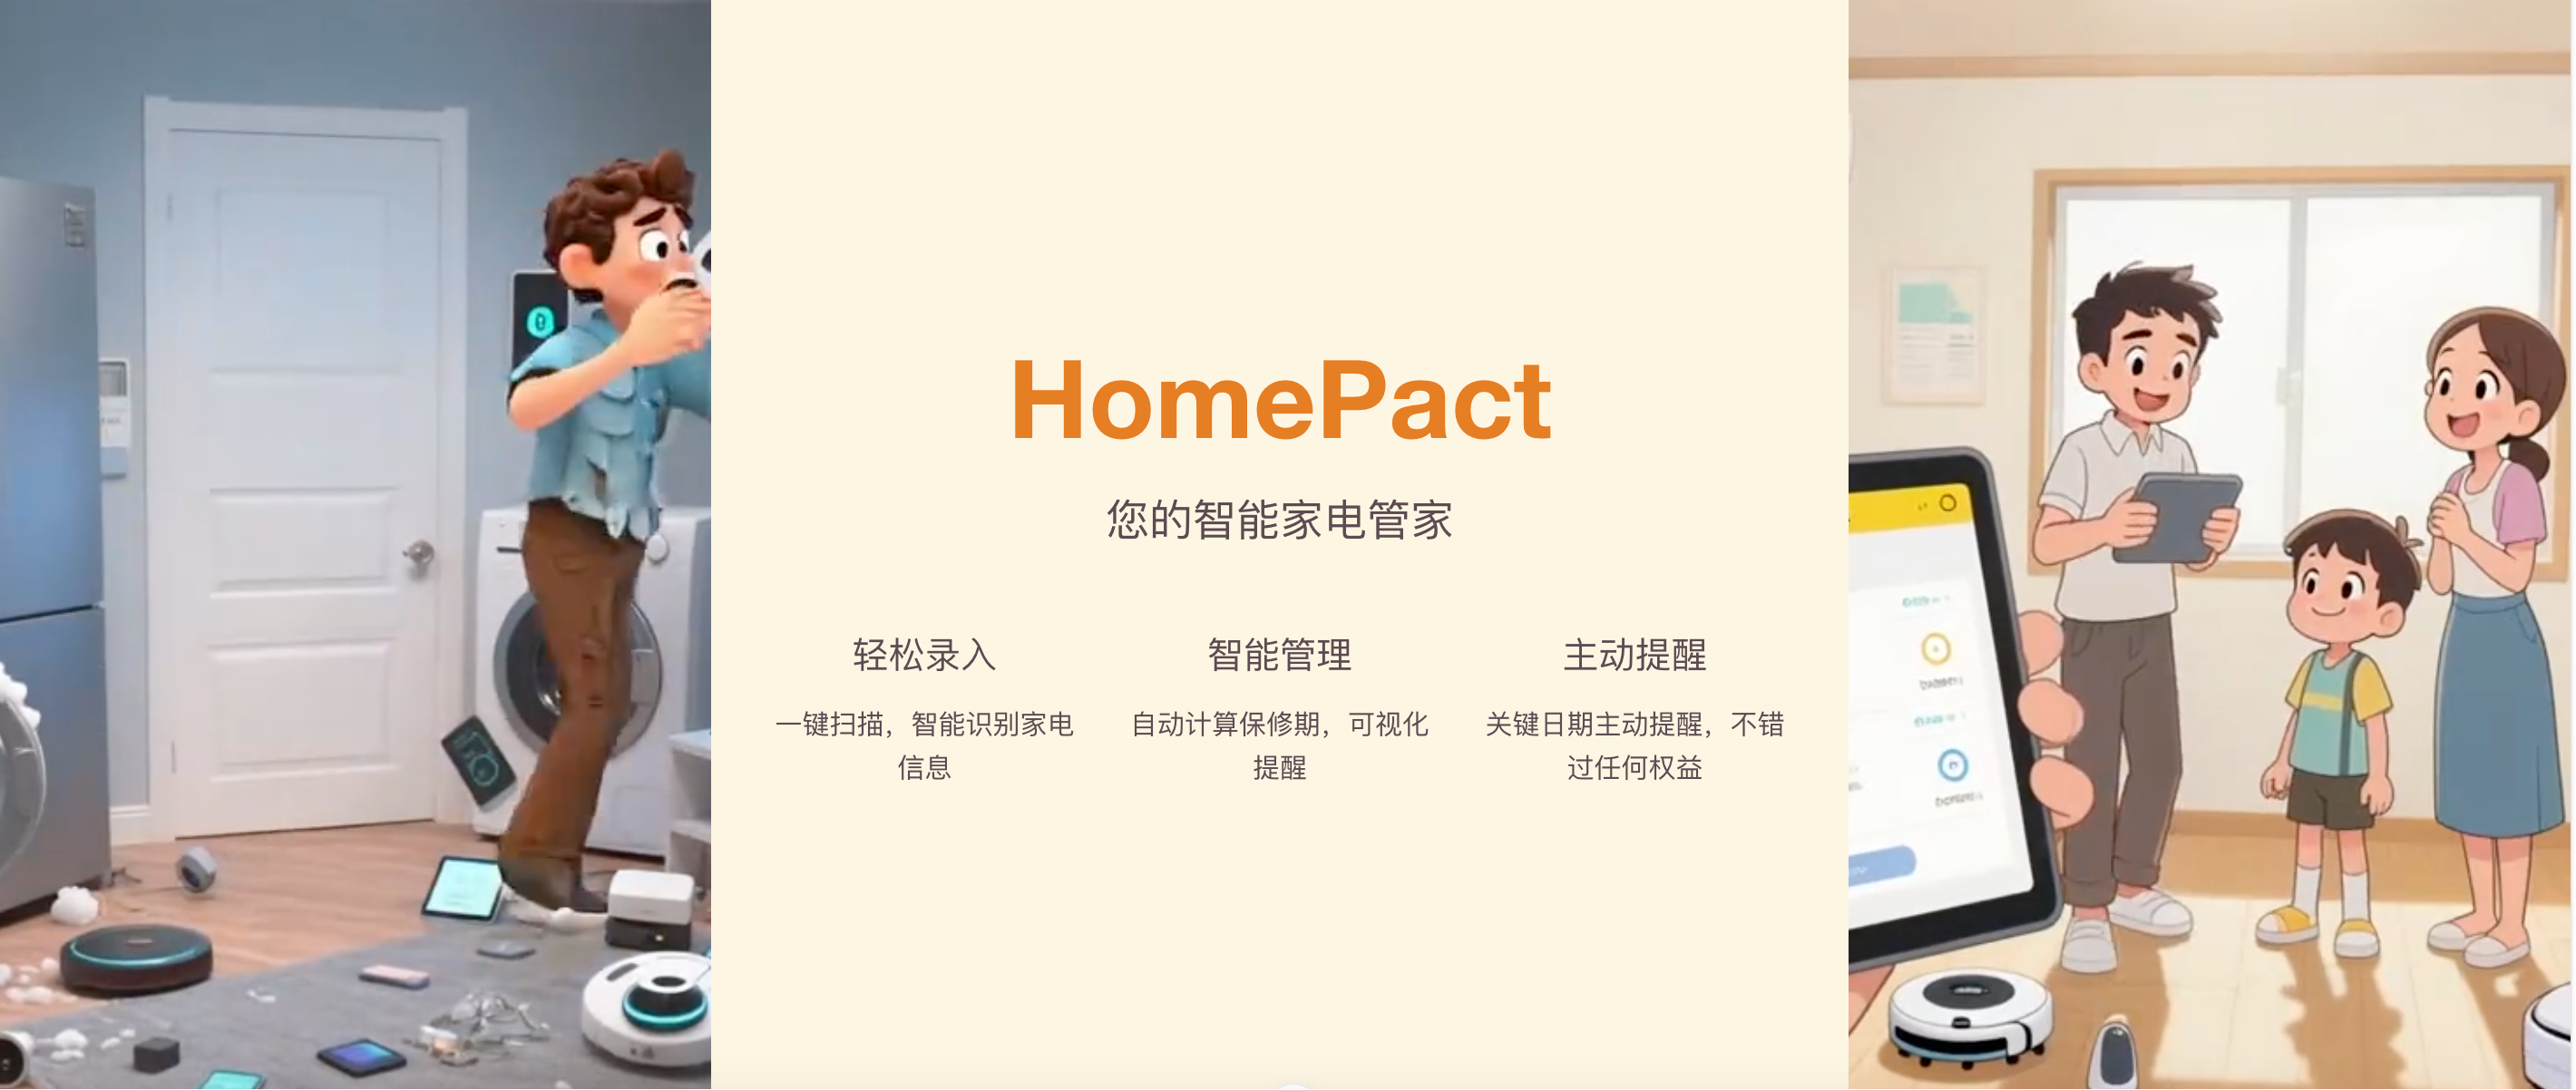 HomePact
您的智能家电管家
轻松录入
一键扫描，智能识别家电
信息
智能管理
自动计算保修期，可视化
提醒
主动提醒
关键日期主动提醒，不错
过任何权益